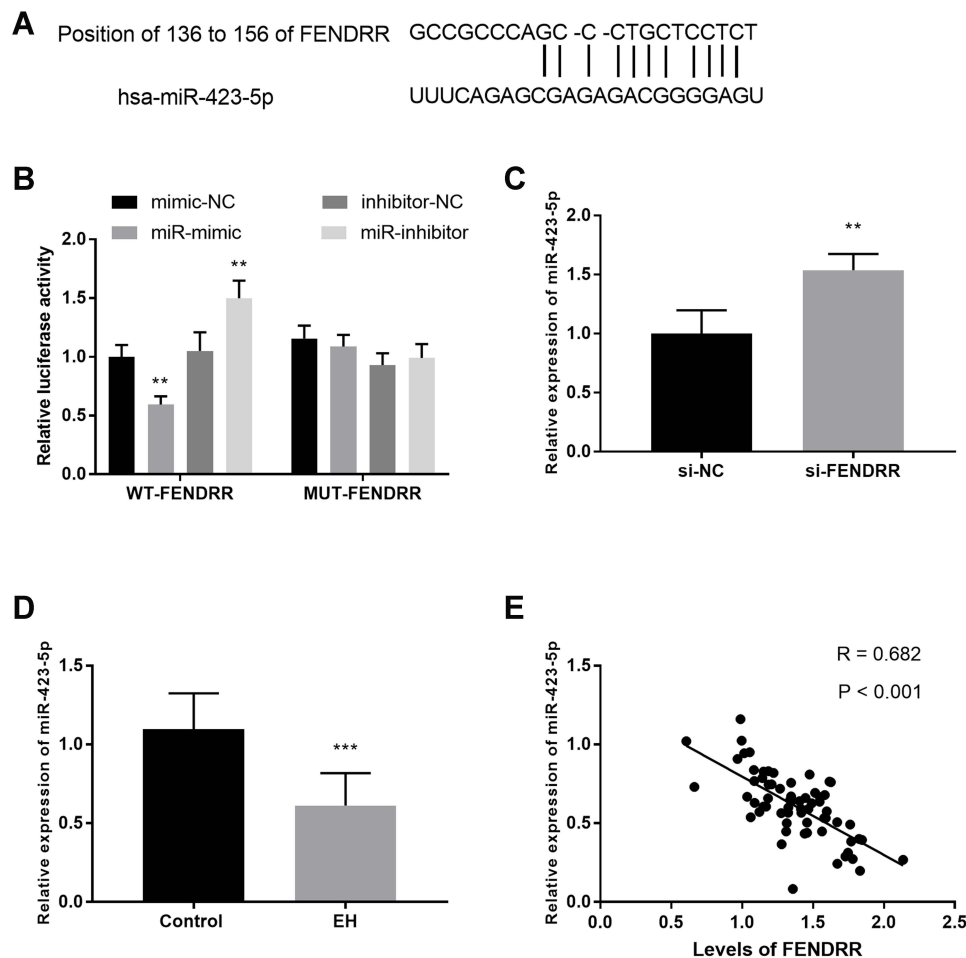 A
Position of 136 to 156 of FENDRR GCCGCCCAGC -C -CTGCTCCTCT
hsa-miR-423-5p UUUCAGAGCGAGAGACGGGGAGU
B
mimic-NC inhibitor-NC
miR-mimic miR-inhibitor
Relative luciferase activity
2.0
1.5
1.0
0.5
0.0
**
**
WT-FENDRR MUT-FENDRR
C
Relative expression of miR-423-5p
2.0
1.5
1.0
0.5
0.0
**
si-NC si-FENDRR
D
Relative expression of miR-423-5p
1.5
1.0
0.5
0.0
***
Control EH
E
Relative expression of miR-423-5p
1.5
1.0
0.5
0.0
R = 0.682
P < 0.001
0.0 0.5 1.0 1.5 2.0 2.5
Levels of FENDRR